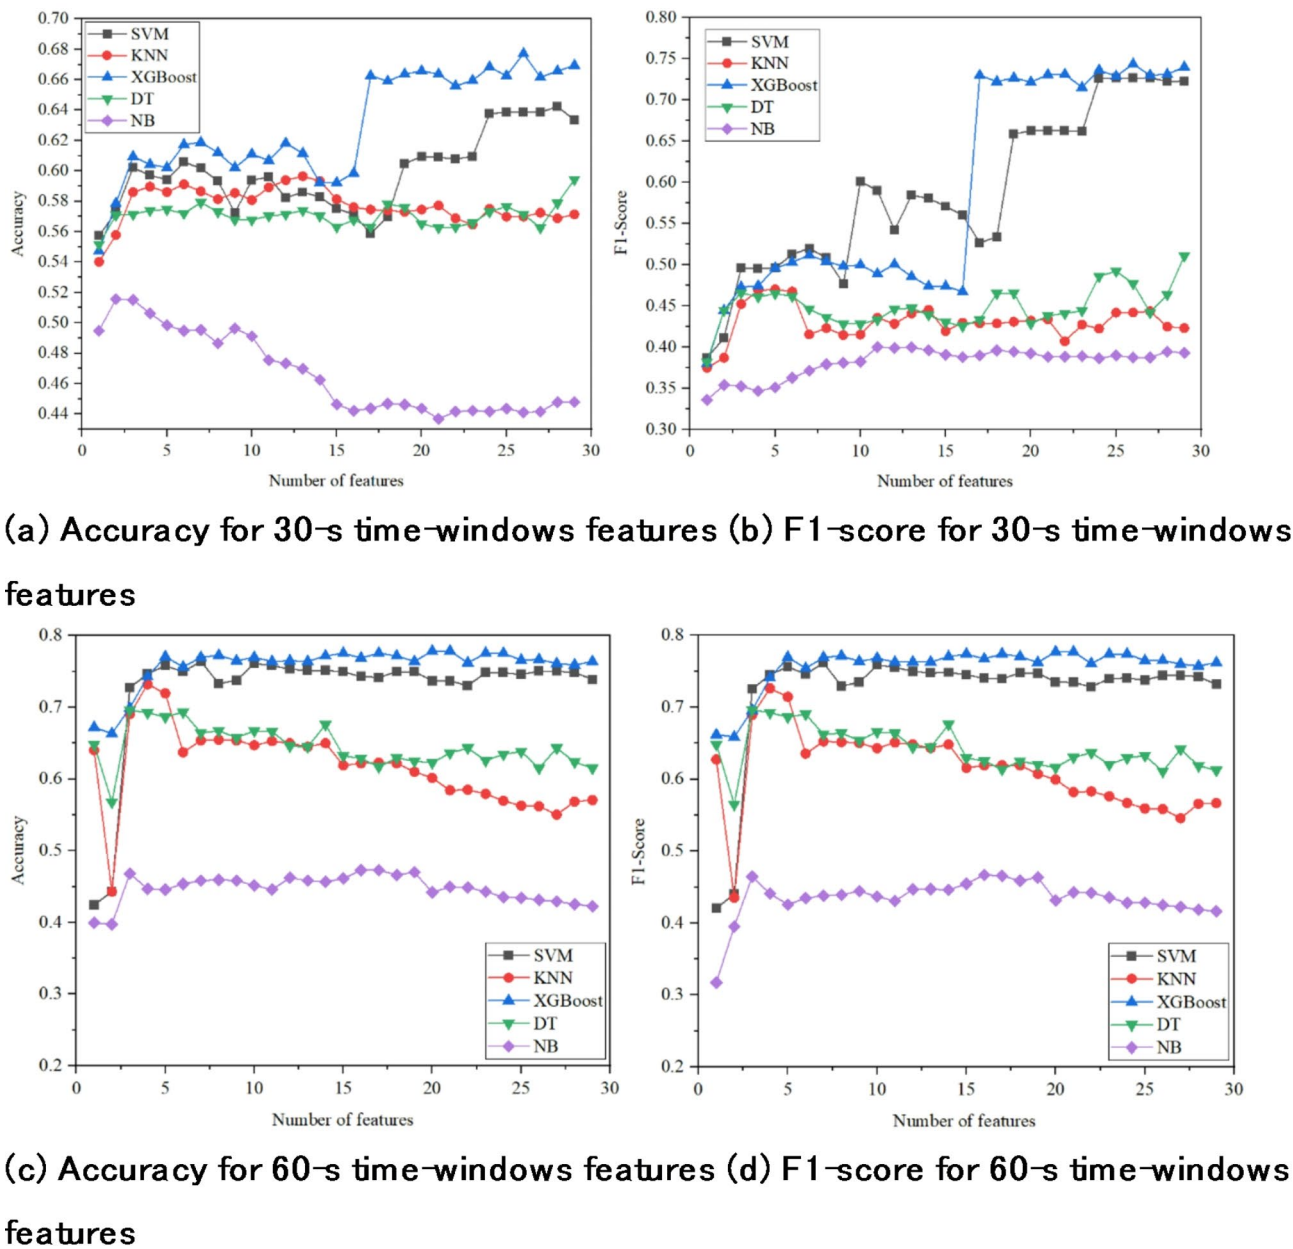 0.70
0.68
0.66
0.64
0.62
0.60
0.58
0.56
0.54
0.52
0.50
0.48
0.46
0.44
Accuracy
SVM
KNN
XGBoost
DT
NB
0 5 10 15 20 25 30
Number of features
0.80
0.75
0.70
0.65
0.60
0.55
0.50
0.45
0.40
0.35
0.30
F1-Score
SVM
KNN
XGBoost
DT
NB
0 5 10 15 20 25 30
Number of features
(a) Accuracy for 30-s time-windows features (b) F1-score for 30-s time-windows
features
0.8
0.7
0.6
0.5
0.4
0.3
0.2
Accuracy
SVM
KNN
XGBoost
DT
NB
0 5 10 15 20 25 30
Number of features
0.8
0.7
0.6
0.5
0.4
0.3
0.2
F1-Score
SVM
KNN
XGBoost
DT
NB
0 5 10 15 20 25 30
Number of features
(c) Accuracy for 60-s time-windows features (d) F1-score for 60-s time-windows
features